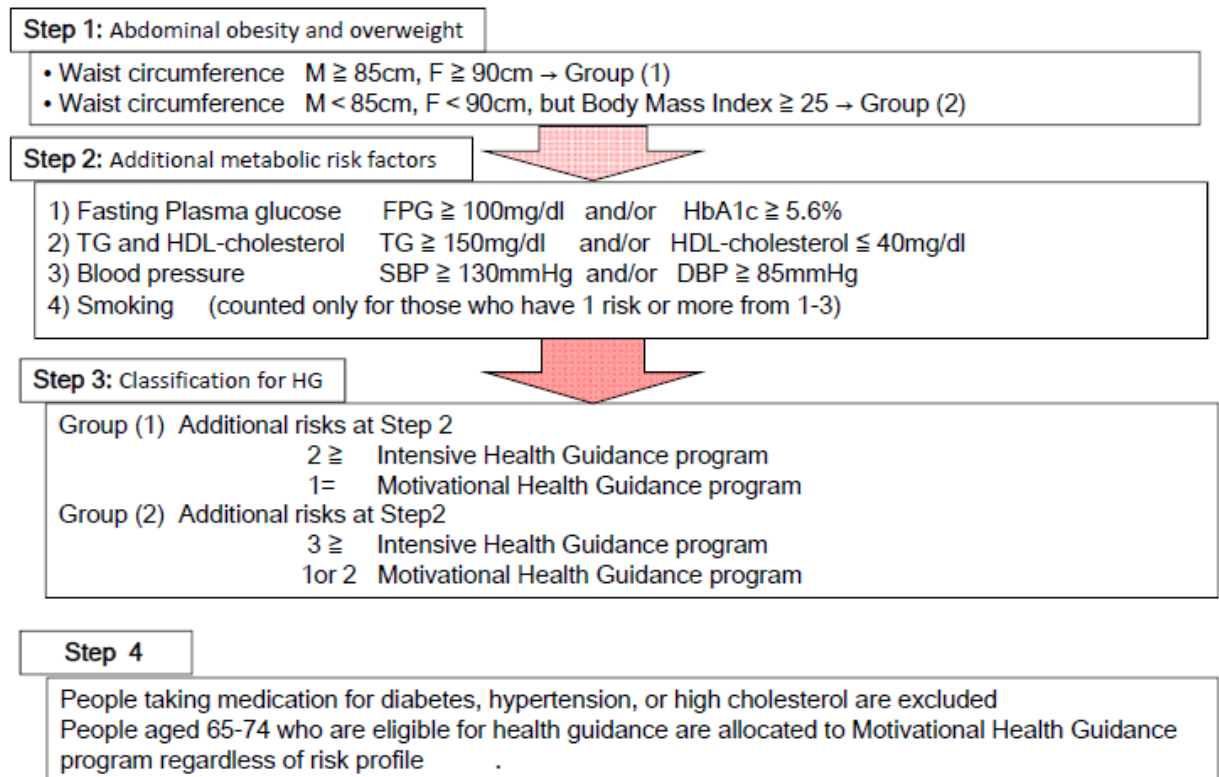 Step 1: Abdominal obesity and overweight
• Waist circumference M ≧ 85cm, F ≧ 90cm → Group (1)
• Waist circumference M < 85cm, F < 90cm, but Body Mass Index ≧ 25 → Group (2)
Step 2: Additional metabolic risk factors
1) Fasting Plasma glucose FPG ≧ 100mg/dl and/or HbA1c ≧ 5.6%
2) TG and HDL-cholesterol TG ≧ 150mg/dl and/or HDL-cholesterol ≦ 40mg/dl
3) Blood pressure SBP ≧ 130mmHg and/or DBP ≧ 85mmHg
4) Smoking (counted only for those who have 1 risk or more from 1-3)
Step 3: Classification for HG
Group (1) Additional risks at Step 2
2 ≧ Intensive Health Guidance program
1= Motivational Health Guidance program
Group (2) Additional risks at Step2
3 ≧ Intensive Health Guidance program
1or 2 Motivational Health Guidance program
Step 4
People taking medication for diabetes, hypertension, or high cholesterol are excluded
People aged 65-74 who are eligible for health guidance are allocated to Motivational Health Guidance
program regardless of risk profile .